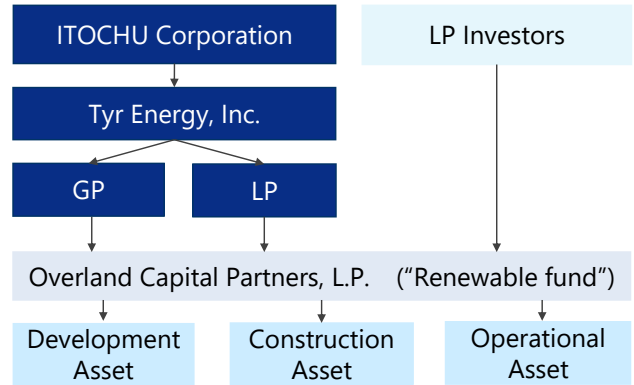 ITOCHU Corporation
LP Investors
Tyr Energy, Inc.
GP
LP
Overland Capital Partners, L.P. (“Renewable fund”)
Development
Asset
Construction
Asset
Operational
Asset